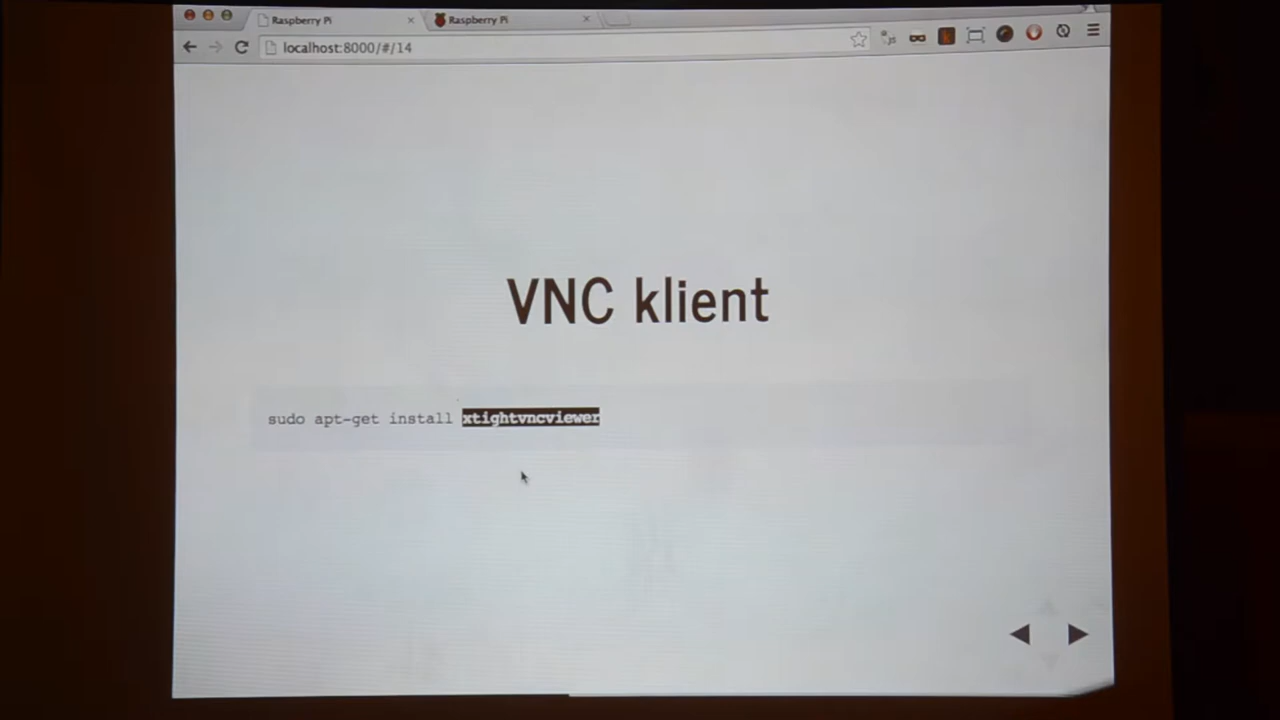 Raspberry Pi
Raspberry Pi
localhost:8000/#/14
VNC klient
sudo apt-get install xtightvncviewer